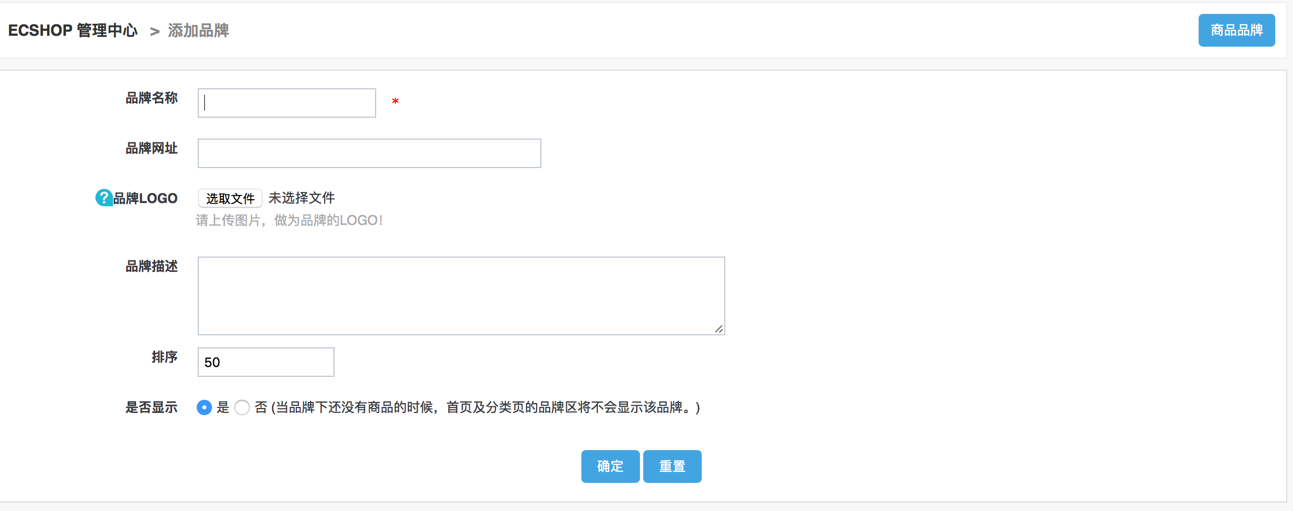 ECSHOP 管理中心 > 添加品牌
商品品牌
品牌名称 *
品牌网址
?品牌LOGO 选取文件 未选择文件
请上传图片，做为品牌的LOGO！
品牌描述
排序 50
是否显示 是 否 (当品牌下还没有商品的时候，首页及分类页的品牌区将不会显示该品牌。)
确定 重置